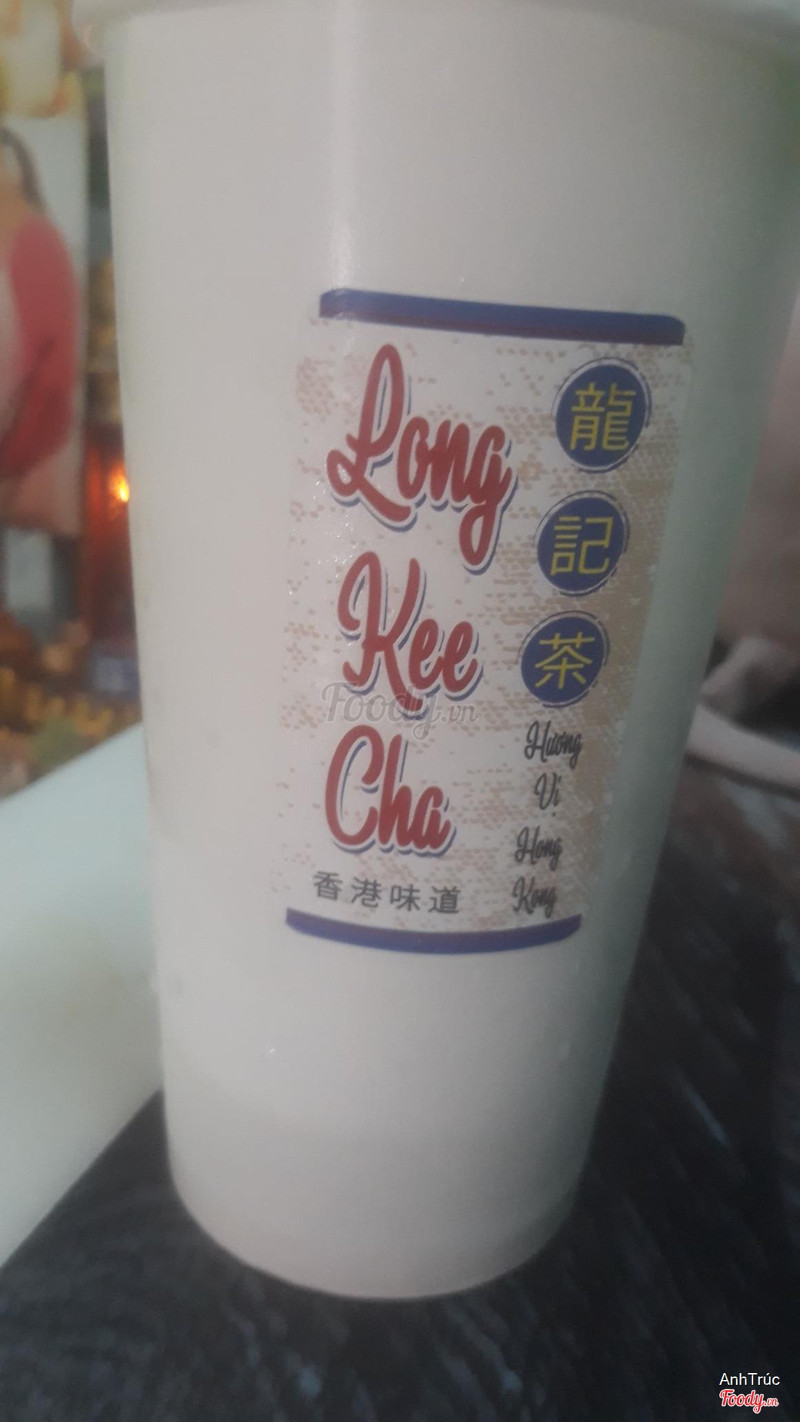 Long
Kee
Cha
香港味道
龍
記
茶
Hương
Vị
Hong
Kong
Foody.vn
AnhTrúc
Foody.vn